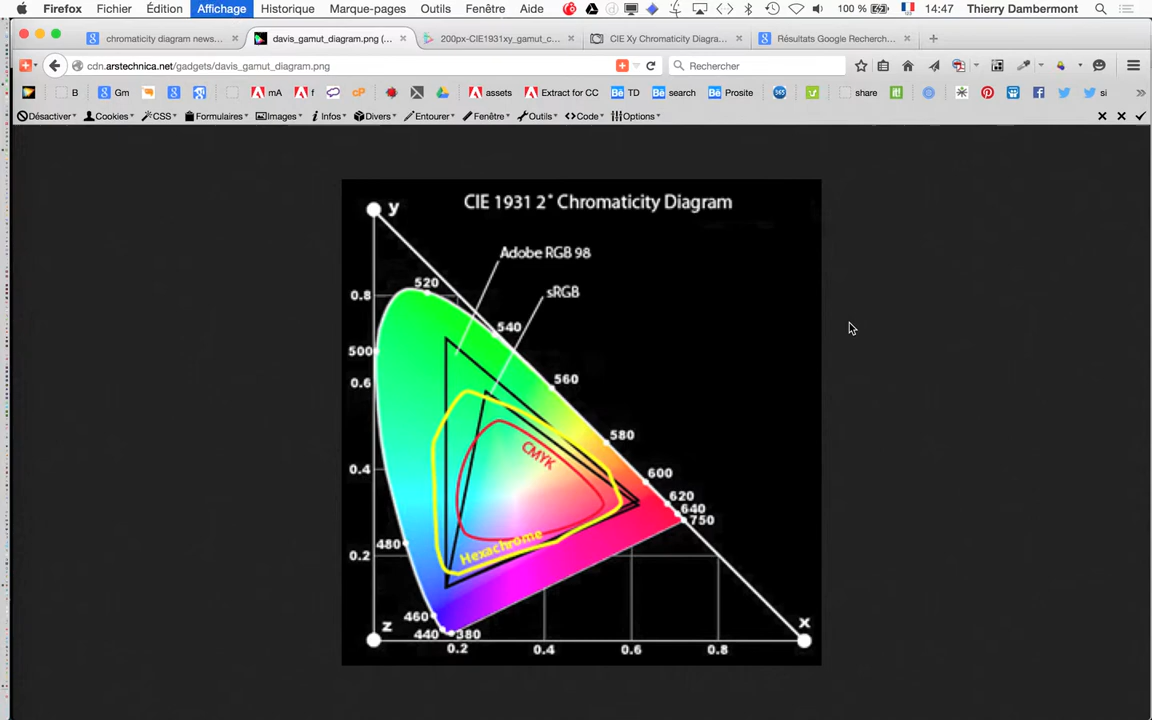 Firefox Fichier Édition Affichage Historique Marque-pages Outils Fenêtre Aide 100 % 14:47 Thierry Dambermont
chromaticity diagram news... davis_gamut_diagram.png (... 200px-CIE1931xy_gamut_c... CIE Xy Chromaticity Diagra... Résultats Google Recherch...
cdn.arstechnica.net/gadgets/davis_gamut_diagram.png Rechercher
B Gm mA f cP assets Extract for CC TD search Prosite 365 share si
Désactiver Cookies CSS Formulaires Images Infos Divers Entourer Fenêtre Outils Code Options
CIE 1931 2° Chromaticity Diagram
y
Adobe RGB 98
520
sRGB
0.8
540
500
560
0.6
580
CMYK
0.4
600
620
640
750
480
Hexachrome
0.2
460
z
x
440 380
0.2 0.4 0.6 0.8